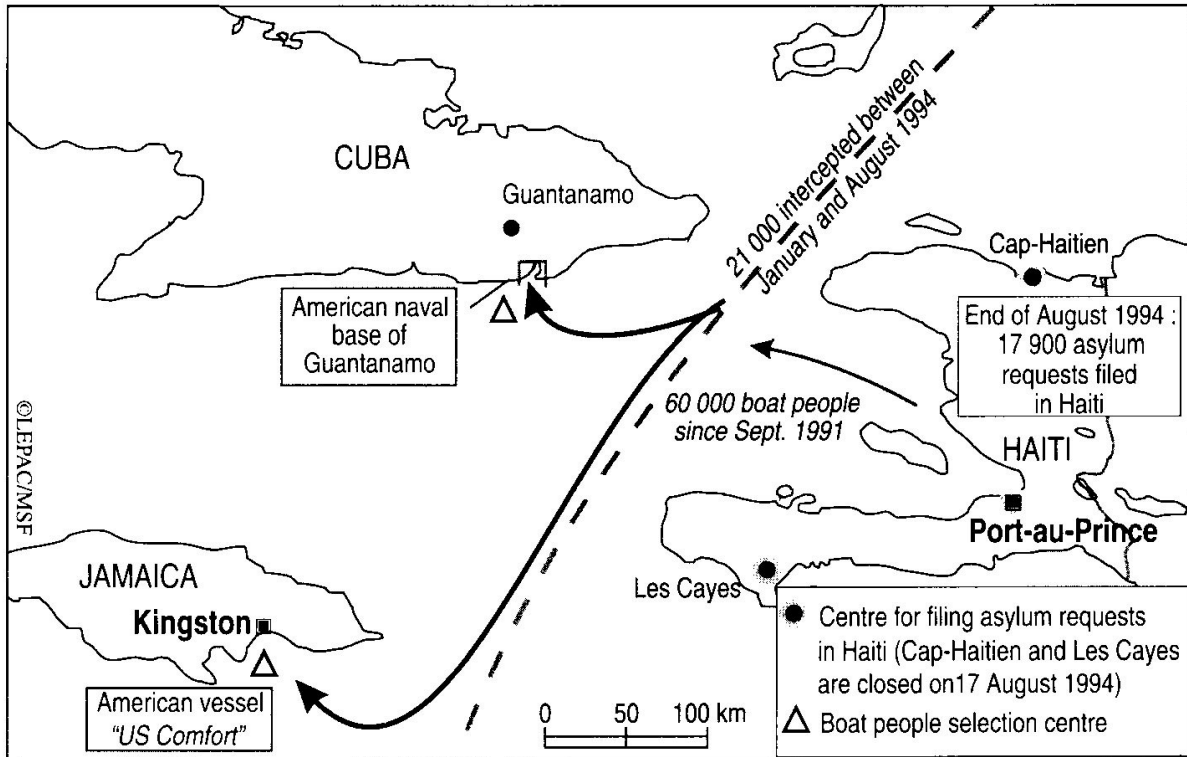 CUBA
Guantanamo
American naval
base of
Guantanamo
21 000 intercepted between
January and August 1994
Cap-Haitien
End of August 1994 :
17 900 asylum
requests filed
in Haiti
60 000 boat people
since Sept. 1991
HAITI
Port-au-Prince
Les Cayes
©LEPAC/MSF
JAMAICA
Kingston
American vessel
"US Comfort"
0 50 100 km
Centre for filing asylum requests
in Haiti (Cap-Haitien and Les Cayes
are closed on17 August 1994)
Boat people selection centre